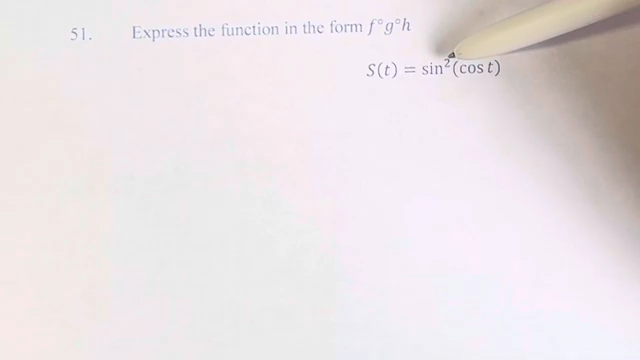 51. Express the function in the form f°g°h
S(t) = sin²(cos t)